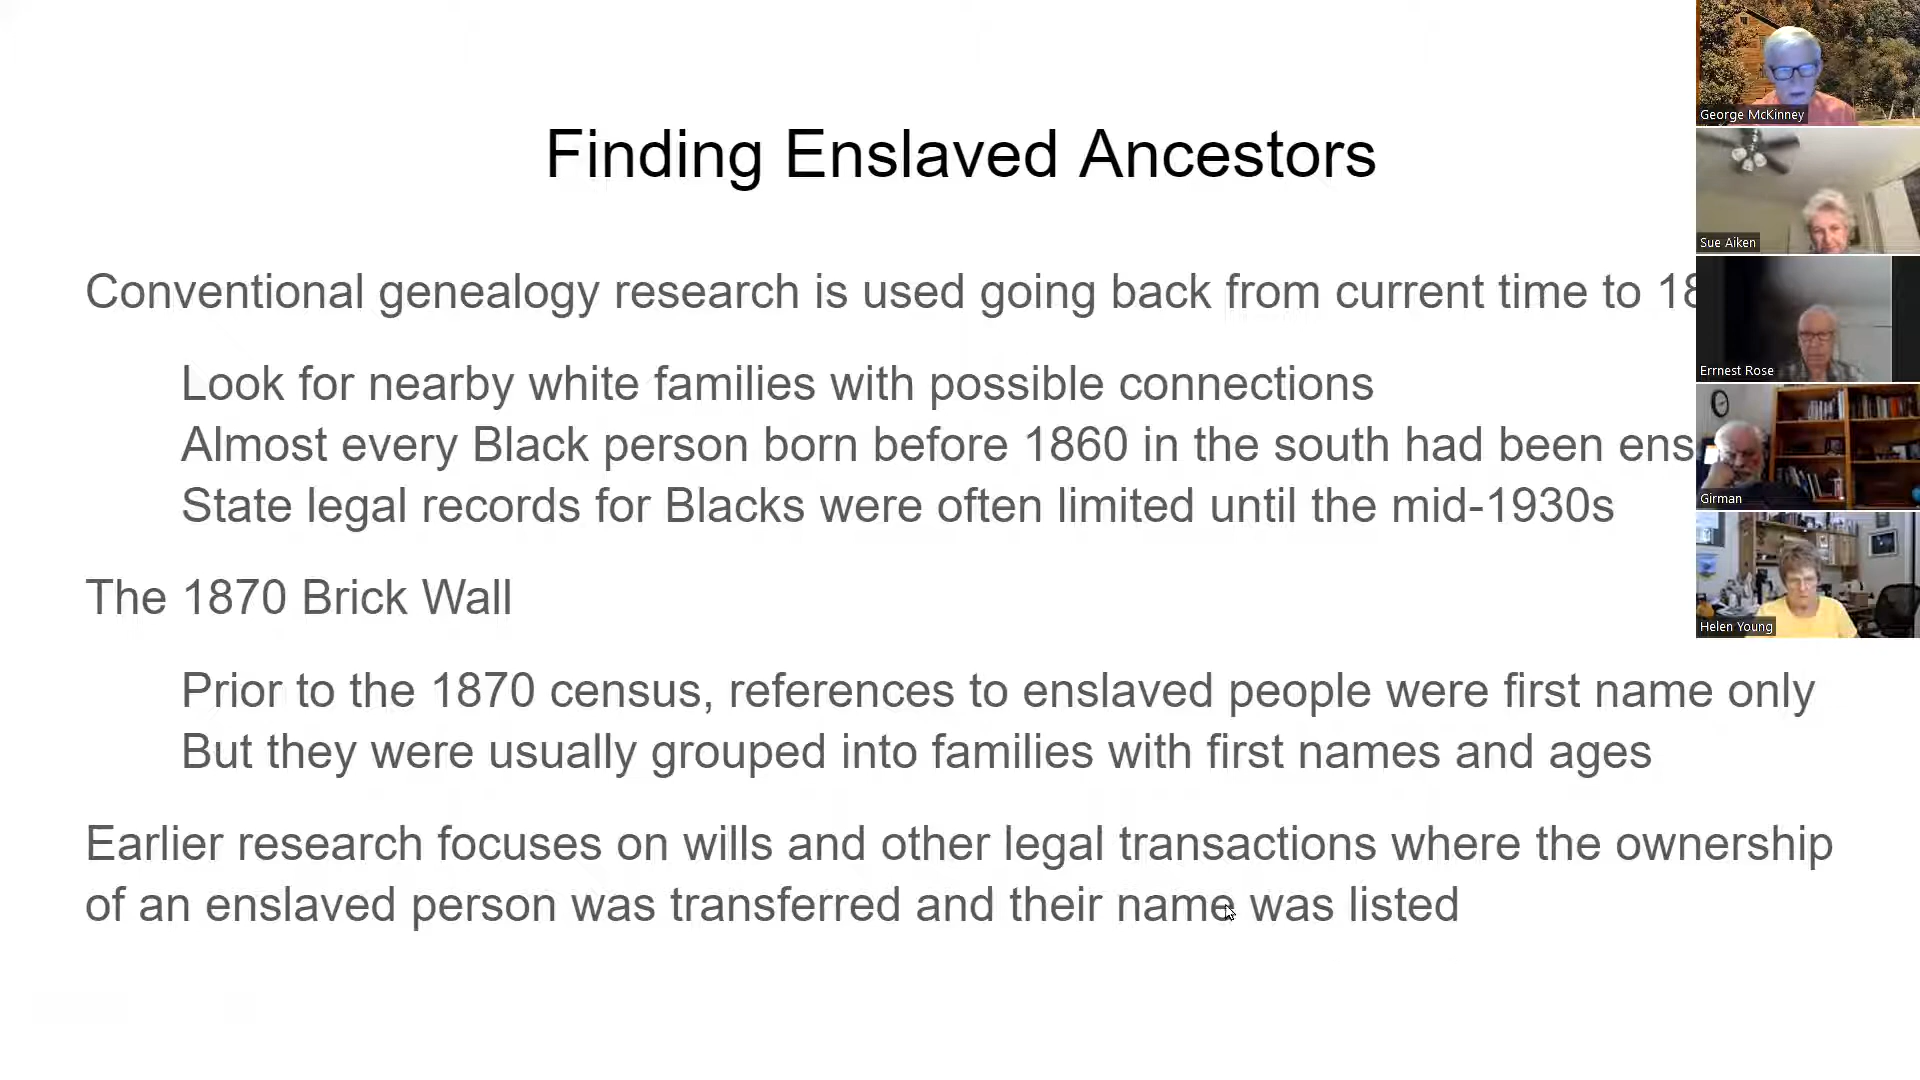 Finding Enslaved Ancestors
Conventional genealogy research is used going back from current time to
Look for nearby white families with possible connections
Almost every Black person born before 1860 in the south had been
State legal records for Blacks were often limited until the mid-1930s
The 1870 Brick Wall
Prior to the 1870 census, references to enslaved people were first name only
But they were usually grouped into families with first names and ages
Earlier research focuses on wills and other legal transactions where the ownership
of an enslaved person was transferred and their name was listed
George McKinney
Sue Aiken
Errnest Rose
Girman
Helen Young